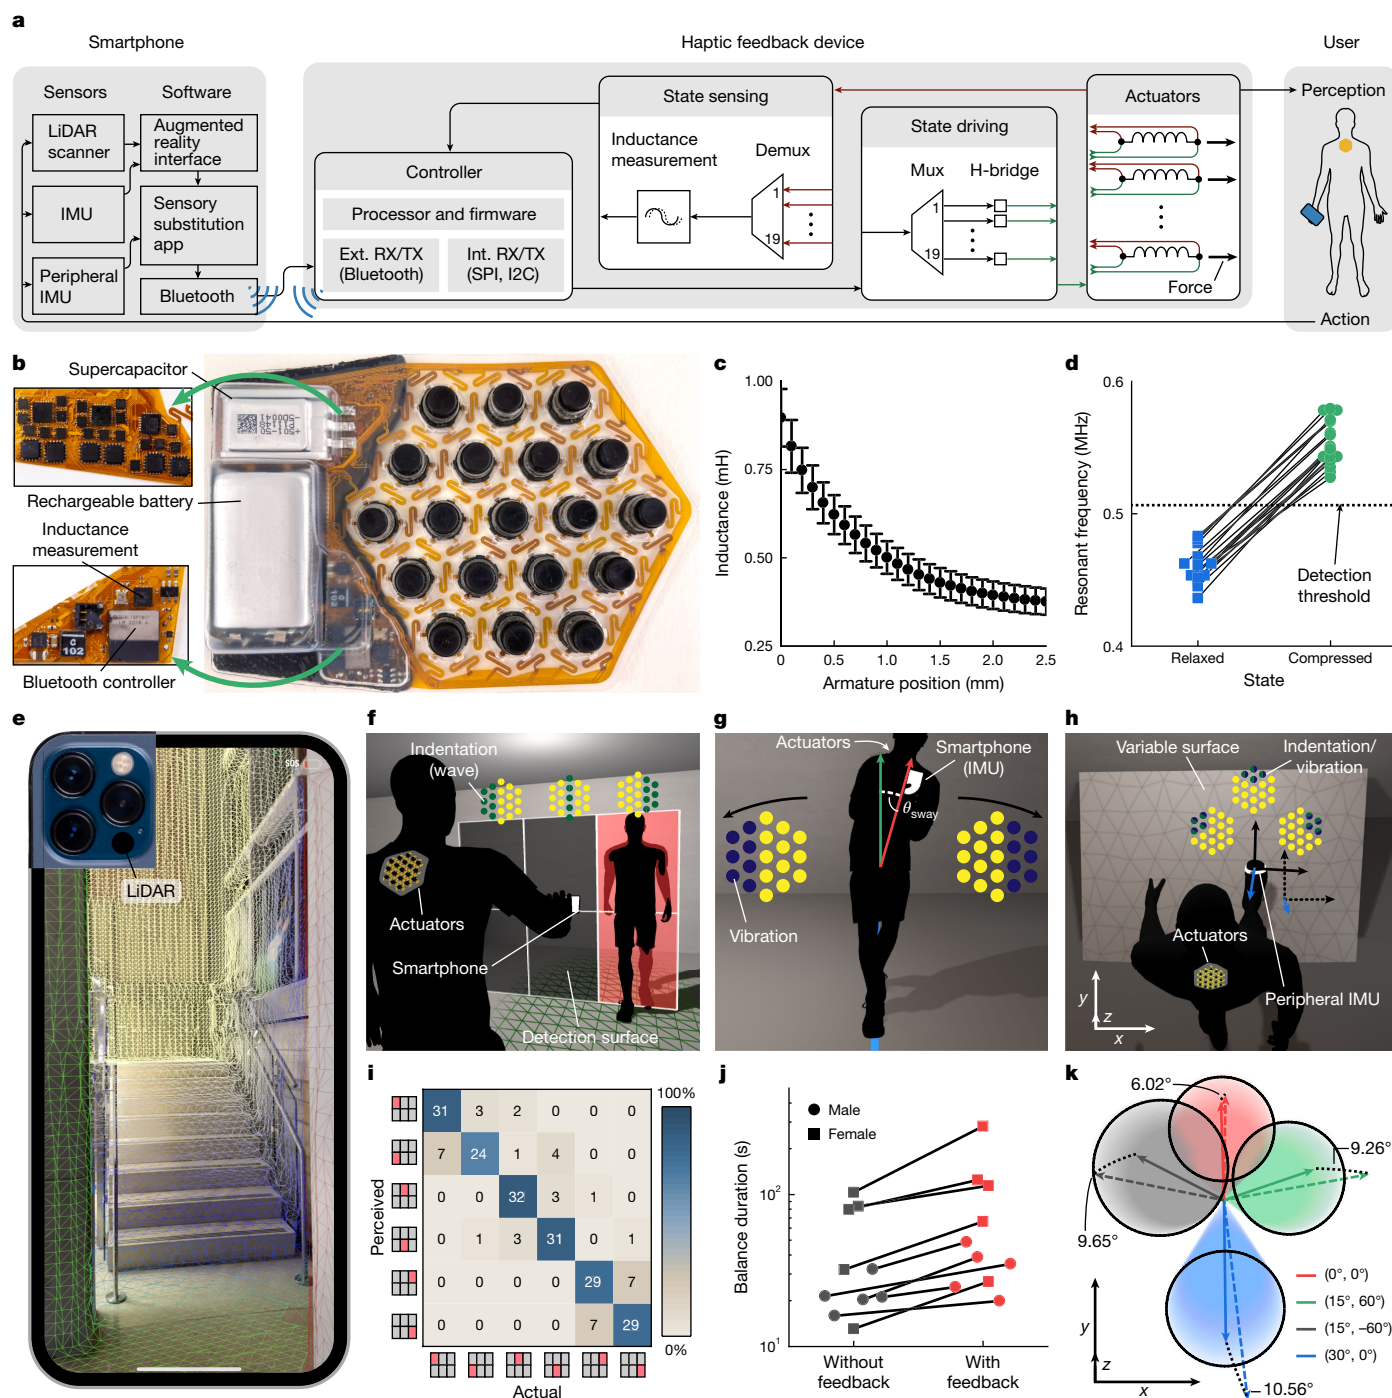 a
Smartphone
Haptic feedback device
User
Sensors
Software
LiDAR
scanner
IMU
Peripheral
IMU
Augmented
reality
interface
Sensory
substitution
app
Bluetooth
Controller
Processor and firmware
Ext. RX/TX
(Bluetooth)
Int. RX/TX
(SPI, I2C)
State sensing
Inductance
measurement
Demux
1
19
State driving
Mux
H-bridge
1
19
Actuators
Force
Perception
Action
b
Supercapacitor
Rechargeable battery
Inductance
measurement
Bluetooth controller
C
102
c
Inductance (mH)
1.00
0.75
0.50
0.25
0
0.5
1.0
1.5
2.0
2.5
Armature position (mm)
d
Resonant frequency (MHz)
0.6
0.5
0.4
Detection
threshold
Relaxed
Compressed
State
e
SOS
LiDAR
f
Indentation
(wave)
Actuators
Smartphone
Detection surface
g
Actuators
Smartphone
(IMU)
θsway
Vibration
h
Variable surface
Indentation/
vibration
Actuators
Peripheral IMU
y
z
x
i
Perceived
31 3 2 0 0 0
7 24 1 4 0 0
0 0 32 3 1 0
0 1 3 31 0 1
0 0 0 0 29 7
0 0 0 0 7 29
Actual
100%
0%
j
Balance duration (s)
Male
Female
10²
10¹
Without
feedback
With
feedback
k
6.02°
9.26°
9.65°
10.56°
(0°, 0°)
(15°, 60°)
(15°, –60°)
(30°, 0°)
y
z
x